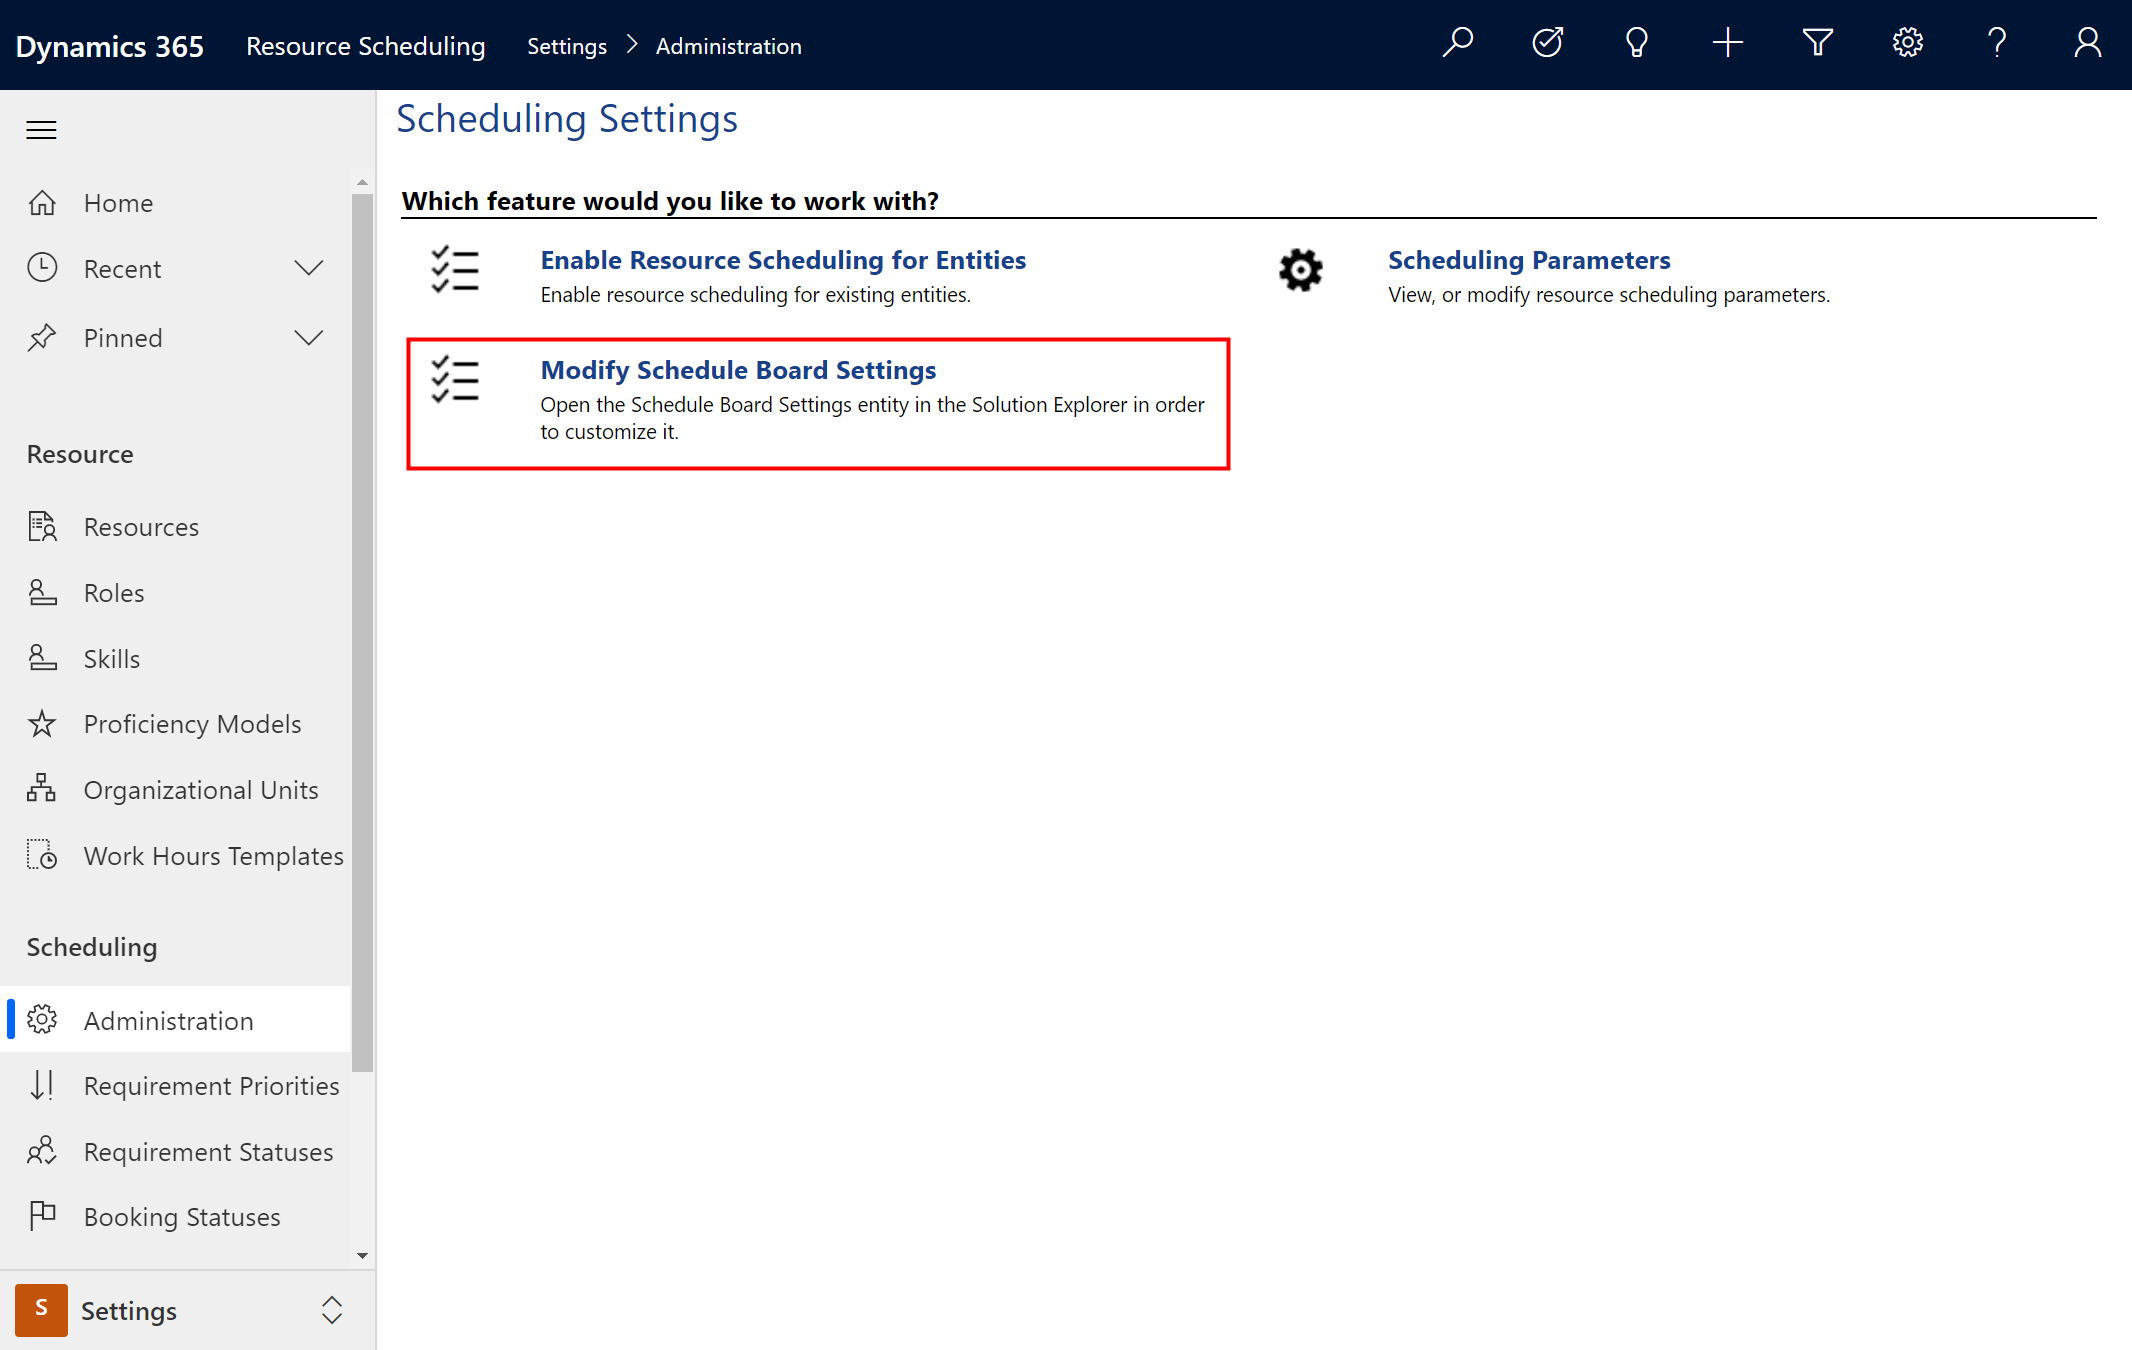 Dynamics 365 Resource Scheduling Settings > Administration
Home
Recent
Pinned
Resource
Resources
Roles
Skills
Proficiency Models
Organizational Units
Work Hours Templates
Scheduling
Administration
Requirement Priorities
Requirement Statuses
Booking Statuses
S Settings
Scheduling Settings
Which feature would you like to work with?
Enable Resource Scheduling for Entities
Enable resource scheduling for existing entities.
Scheduling Parameters
View, or modify resource scheduling parameters.
Modify Schedule Board Settings
Open the Schedule Board Settings entity in the Solution Explorer in order
to customize it.